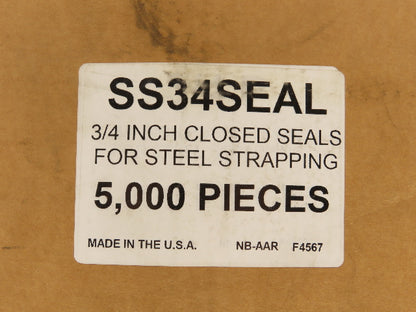 SS34SEAL
3/4 INCH CLOSED SEALS
FOR STEEL STRAPPING
5,000 PIECES
MADE IN THE U.S.A. NB-AAR F4567